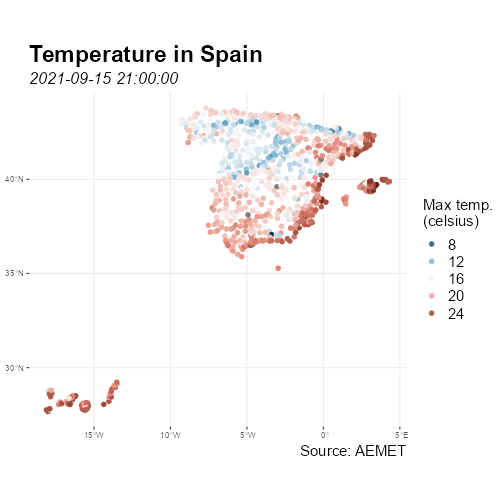 Temperature in Spain
2021-09-15 21:00:00
40°N
35°N
30°N
15°W
10°W
5°W
0°
5°E
Max temp.
(celsius)
8
12
16
20
24
Source: AEMET